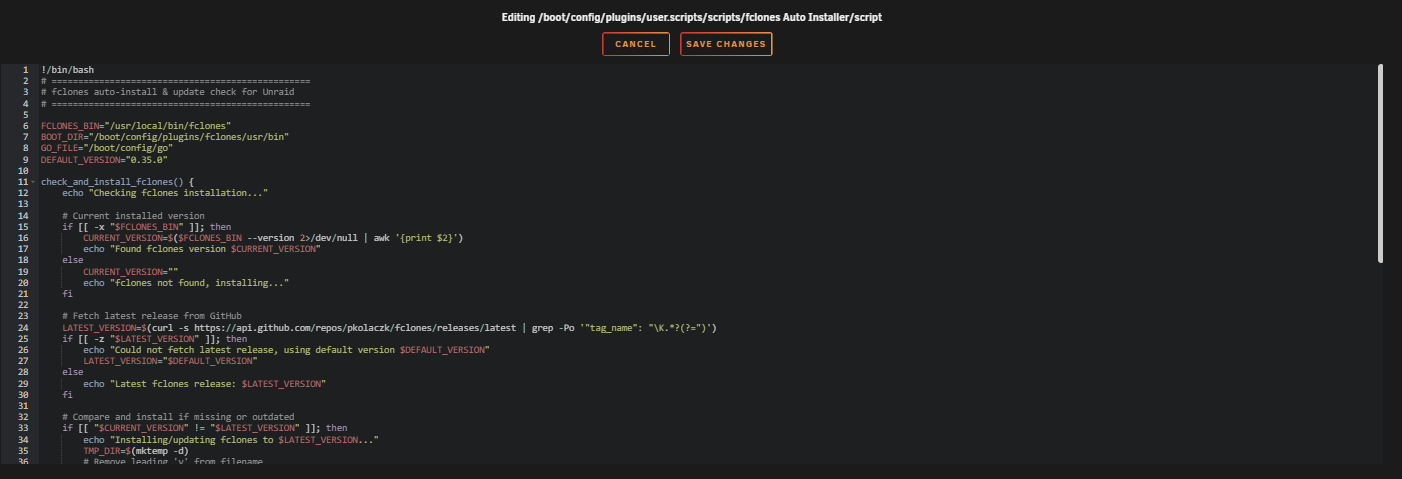 Editing /boot/config/plugins/user.scripts/scripts/fclones Auto Installer/script
CANCEL SAVE CHANGES
1 !/bin/bash
2 # =================================================
3 # fclones auto-install & update check for Unraid
4 # =================================================
5
6 FCLONES_BIN="/usr/local/bin/fclones"
7 BOOT_DIR="/boot/config/plugins/fclones/usr/bin"
8 GO_FILE="/boot/config/go"
9 DEFAULT_VERSION="0.35.0"
10
11 check_and_install_fclones() {
12     echo "Checking fclones installation..."
13
14     # Current installed version
15     if [[ -x "$FCLONES_BIN" ]]; then
16         CURRENT_VERSION=$($FCLONES_BIN --version 2>/dev/null | awk '{print $2}')
17         echo "Found fclones version $CURRENT_VERSION"
18     else
19         CURRENT_VERSION=""
20         echo "fclones not found, installing..."
21     fi
22
23     # Fetch latest release from GitHub
24     LATEST_VERSION=$(curl -s https://api.github.com/repos/pkolaczk/fclones/releases/latest | grep -Po '"tag_name": "\K.*?(?=")')
25     if [[ -z "$LATEST_VERSION" ]]; then
26         echo "Could not fetch latest release, using default version $DEFAULT_VERSION"
27         LATEST_VERSION="$DEFAULT_VERSION"
28     else
29         echo "Latest fclones release: $LATEST_VERSION"
30     fi
31
32     # Compare and install if missing or outdated
33     if [[ "$CURRENT_VERSION" != "$LATEST_VERSION" ]]; then
34         echo "Installing/updating fclones to $LATEST_VERSION..."
35         TMP_DIR=$(mktemp -d)
36         # Remove leading 'v' from filename